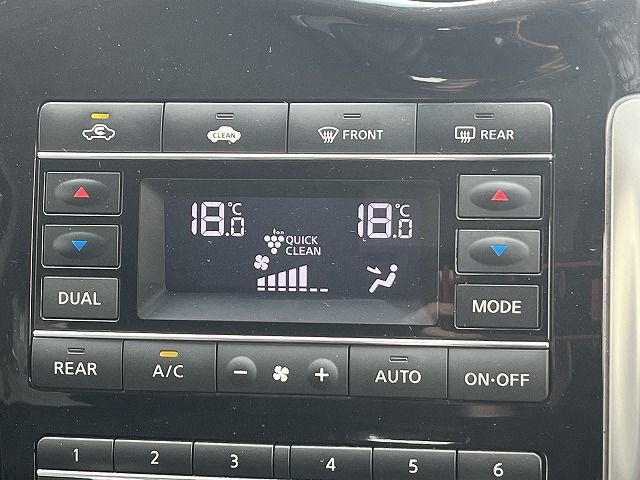 CLEAN
FRONT
REAR
18.0°C
18.0°C
ion
QUICK
CLEAN
DUAL
MODE
REAR
A/C
− +
AUTO
ON·OFF
1 2 3 4 5 6